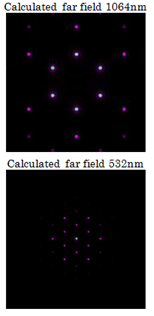 Calculated far field 1064nm
Calculated far field 532nm